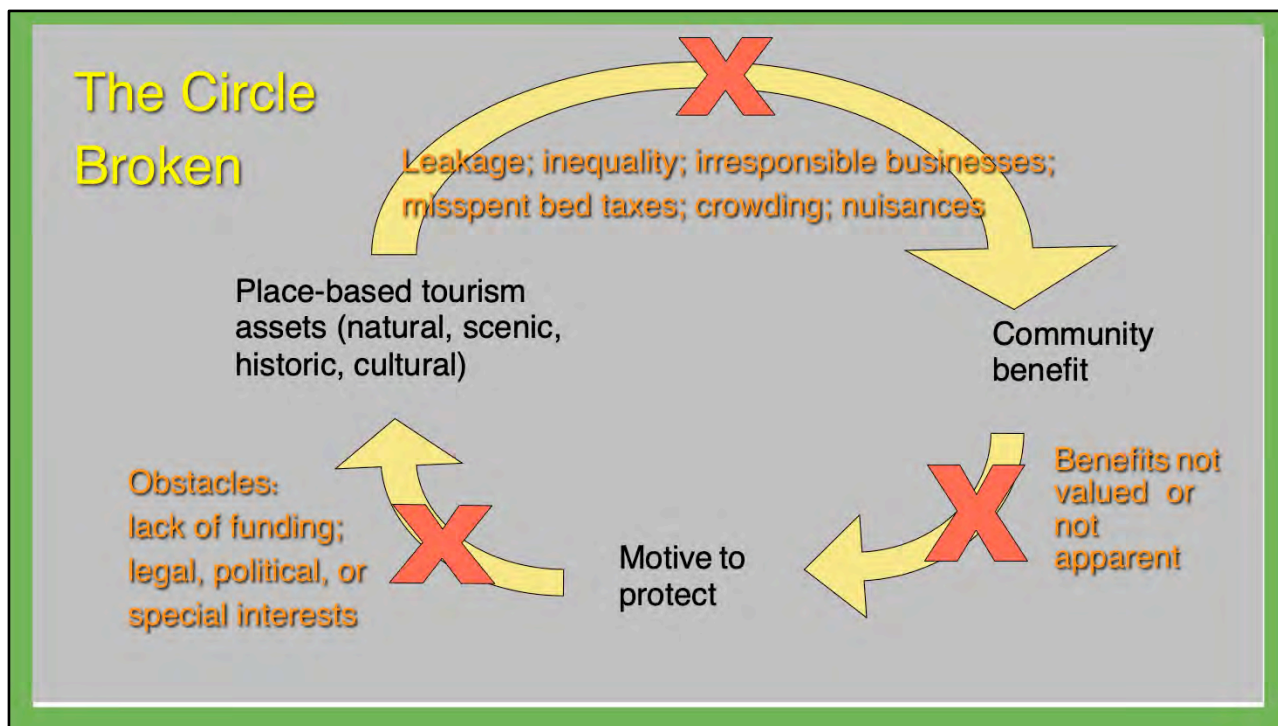 The Circle
Broken
Leakage; inequality; irresponsible businesses;
misspent bed taxes; crowding; nuisances
Place-based tourism
assets (natural, scenic,
historic, cultural)
Community
benefit
Benefits not
valued or
not
apparent
Motive to
protect
Obstacles:
lack of funding;
legal, political, or
special interests